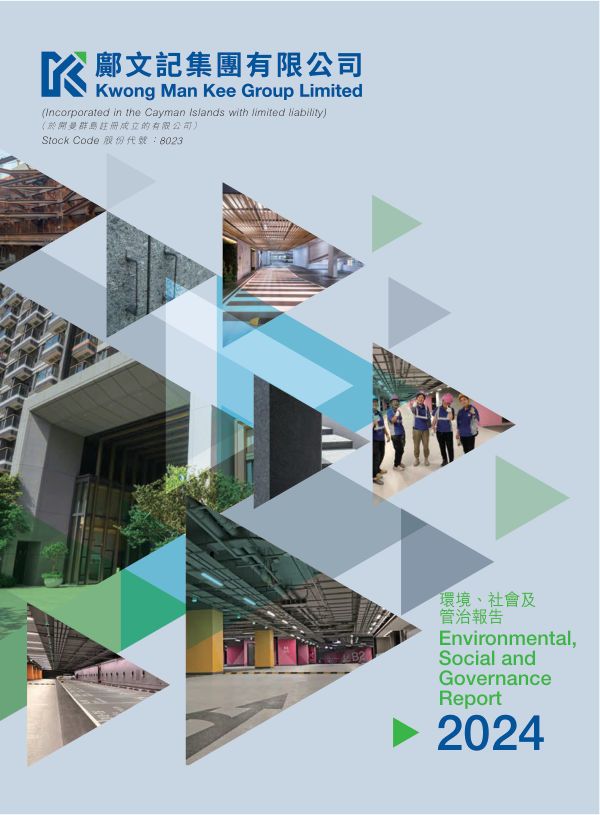 鄺文記集團有限公司
Kwong Man Kee Group Limited
(Incorporated in the Cayman Islands with limited liability)
（於開曼群島註冊成立的有限公司）
Stock Code 股份代號：8023
B2
環境、社會及
管治報告
Environmental,
Social and
Governance
Report
2024